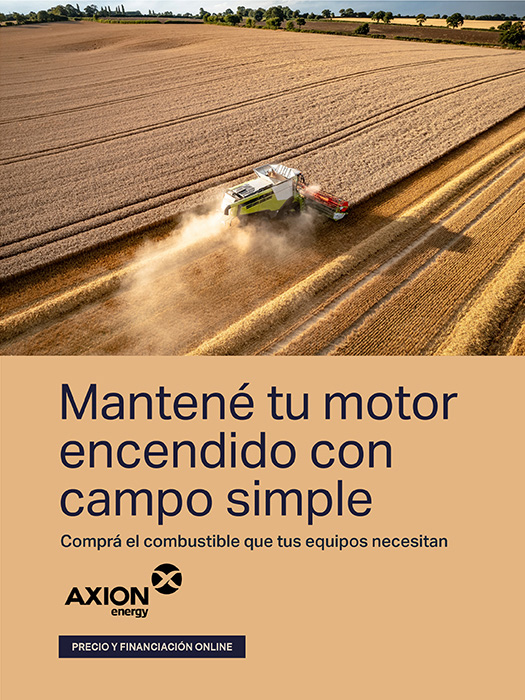 Mantené tu motor
encendido con
campo simple
Comprá el combustible que tus equipos necesitan
AXION
energy
PRECIO Y FINANCIACIÓN ONLINE